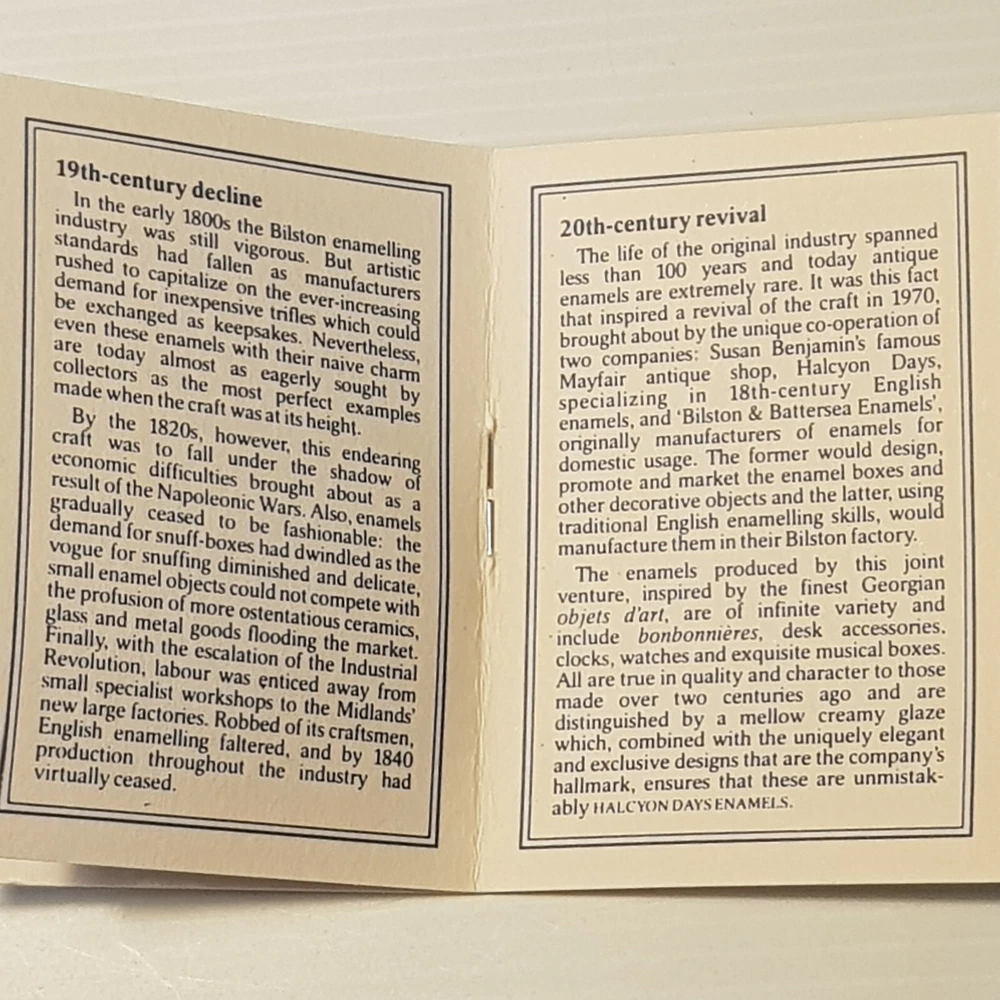 19th-century decline
In the early 1800s the Bilston enamelling
industry was still vigorous. But artistic
standards had fallen as manufacturers
rushed to capitalize on the ever-increasing
demand for inexpensive trifles which could
be exchanged as keepsakes. Nevertheless,
even these enamels with their naive charm
are today almost as eagerly sought by
collectors as the most perfect examples
made when the craft was at its height.
By the 1820s, however, this endearing
craft was to fall under the shadow of
economic difficulties brought about as a
result of the Napoleonic Wars. Also, enamels
gradually ceased to be fashionable: the
demand for snuff-boxes had dwindled as the
vogue for snuffing diminished and delicate,
small enamel objects could not compete with
the profusion of more ostentatious ceramics,
glass and metal goods flooding the market.
Finally, with the escalation of the Industrial
Revolution, labour was enticed away from
small specialist workshops to the Midlands'
new large factories. Robbed of its craftsmen,
English enamelling faltered, and by 1840
production throughout the industry had
virtually ceased.
20th-century revival
The life of the original industry spanned
less than 100 years and today antique
enamels are extremely rare. It was this fact
that inspired a revival of the craft in 1970,
brought about by the unique co-operation of
two companies: Susan Benjamin's famous
Mayfair antique shop, Halcyon Days,
specializing in 18th-century English
enamels, and 'Bilston & Battersea Enamels',
originally manufacturers of enamels for
domestic usage. The former would design,
promote and market the enamel boxes and
other decorative objects and the latter, using
traditional English enamelling skills, would
manufacture them in their Bilston factory.
The enamels produced by this joint
venture, inspired by the finest Georgian
objets d'art, are of infinite variety and
include bonbonnières, desk accessories,
clocks, watches and exquisite musical boxes.
All are true in quality and character to those
made over two centuries ago and are
distinguished by a mellow creamy glaze
which, combined with the uniquely elegant
and exclusive designs that are the company's
hallmark, ensures that these are unmistak-
ably HALCYON DAYS ENAMELS.